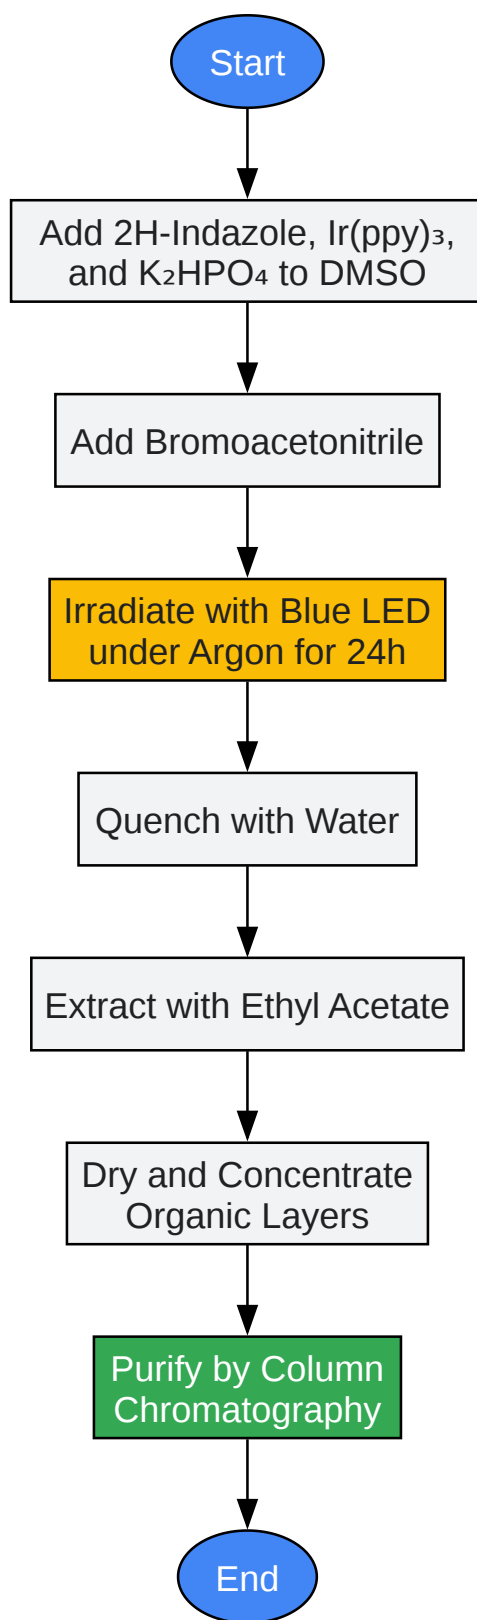 Start
Add 2H-Indazole, Ir(ppy)₃,
and K₂HPO₄ to DMSO
Add Bromoacetonitrile
Irradiate with Blue LED
under Argon for 24h
Quench with Water
Extract with Ethyl Acetate
Dry and Concentrate
Organic Layers
Purify by Column
Chromatography
End